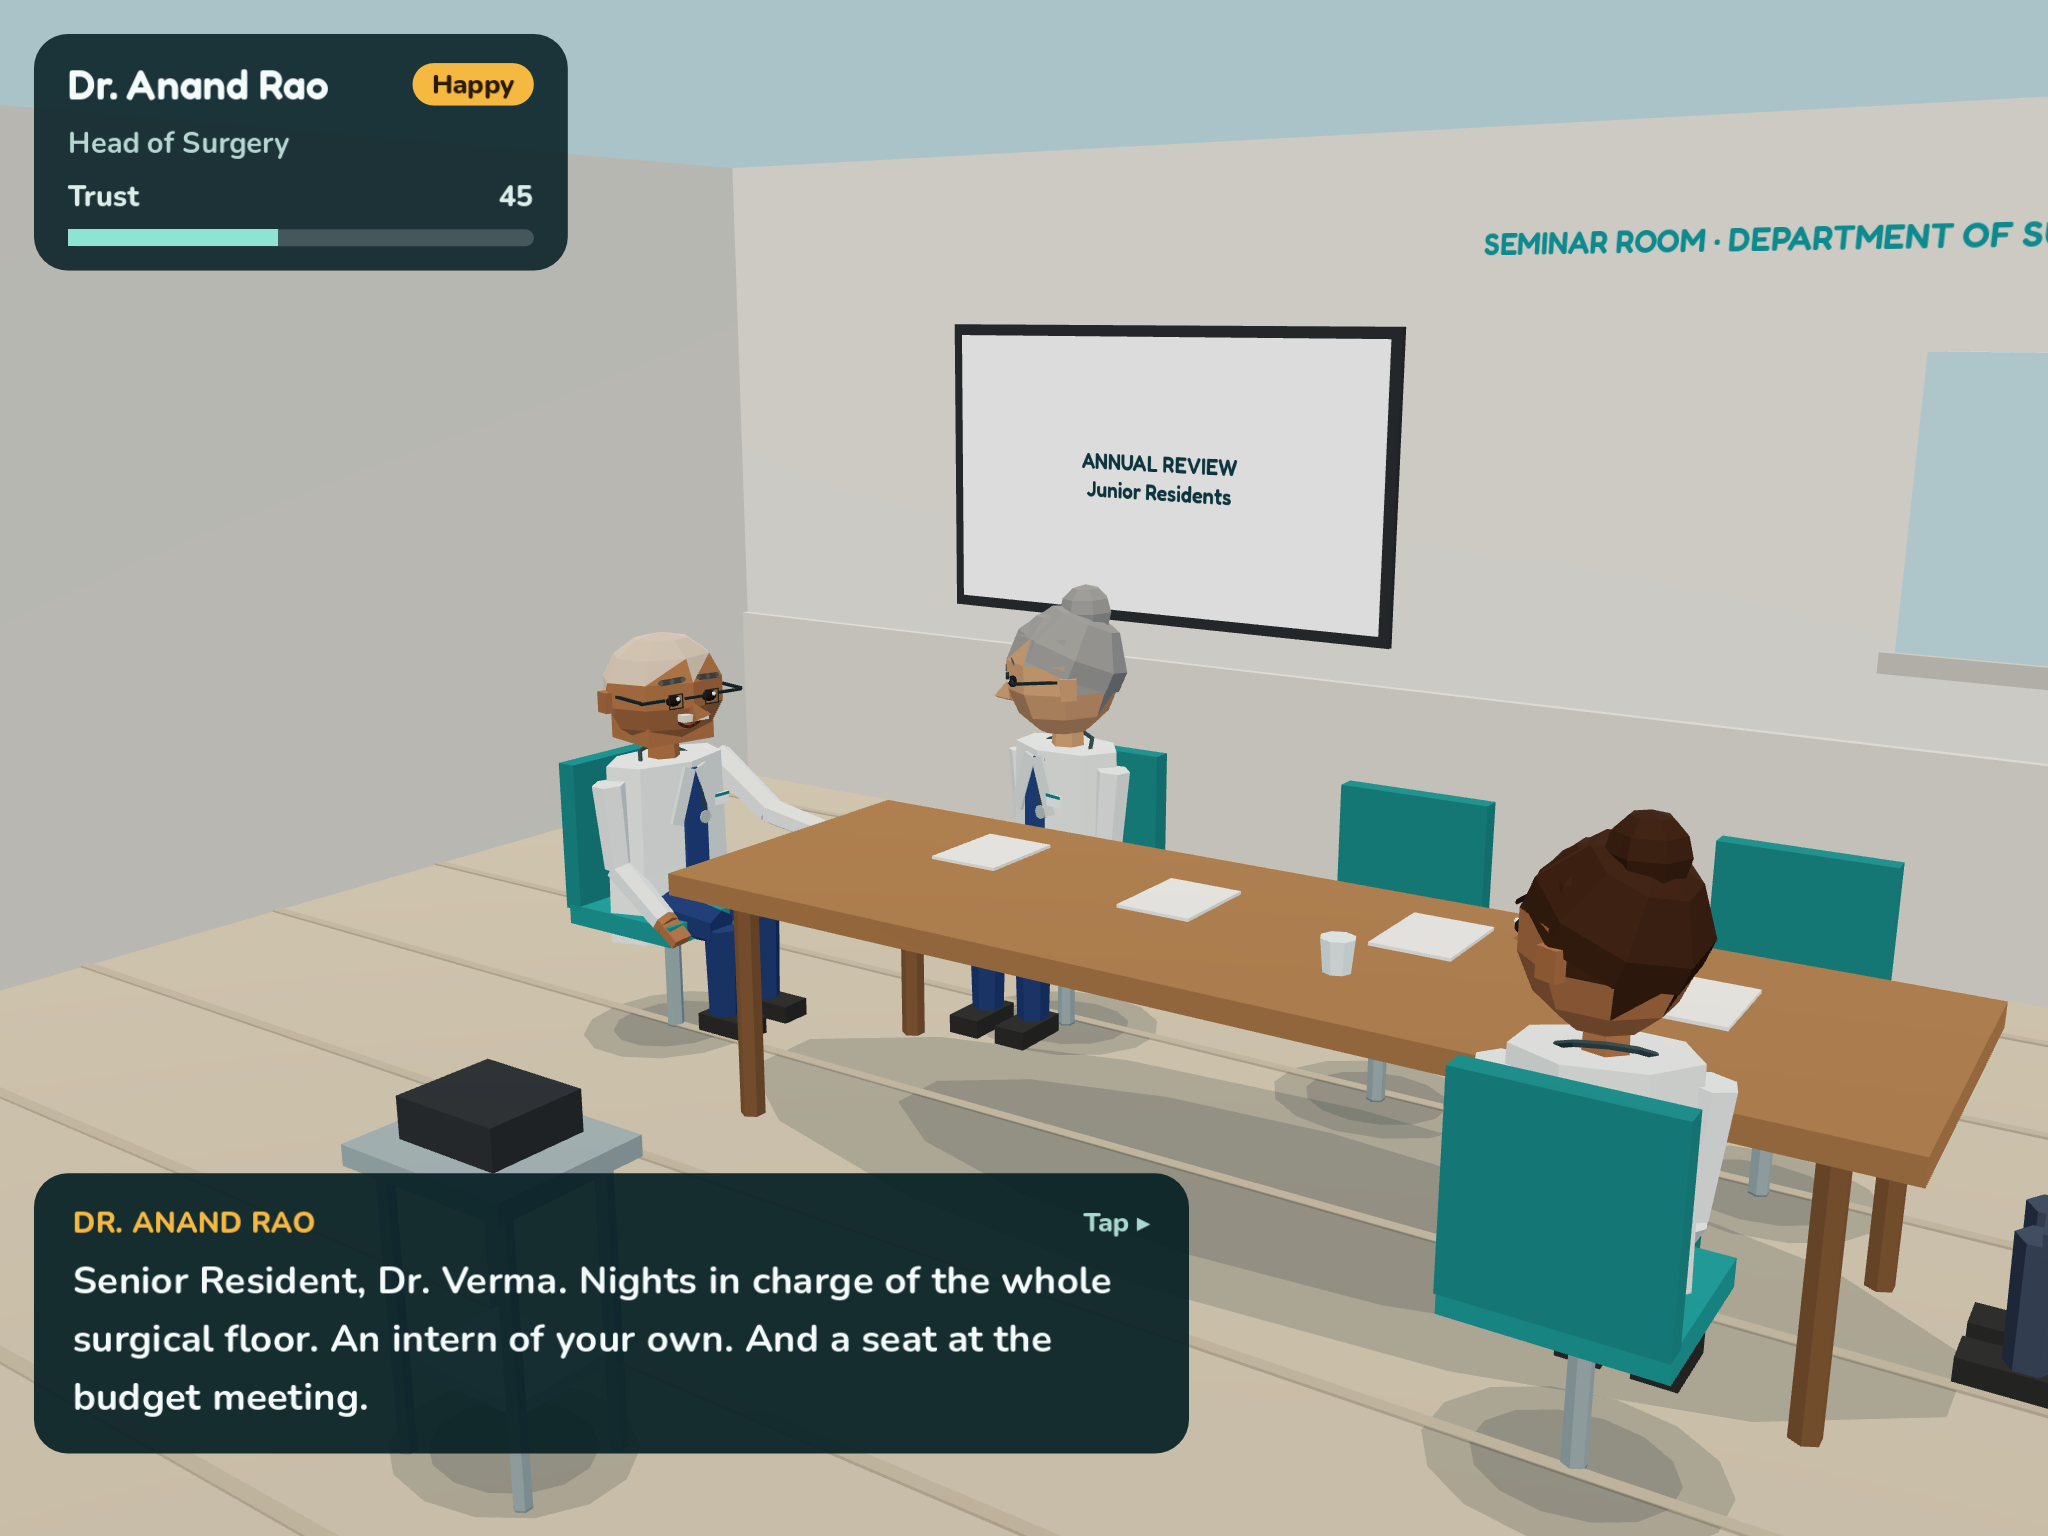 Dr. Anand Rao
Happy
Head of Surgery
Trust
45
SEMINAR ROOM · DEPARTMENT OF
ANNUAL REVIEW
Junior Residents
DR. ANAND RAO
Tap ▸
Senior Resident, Dr. Verma. Nights in charge of the whole
surgical floor. An intern of your own. And a seat at the
budget meeting.